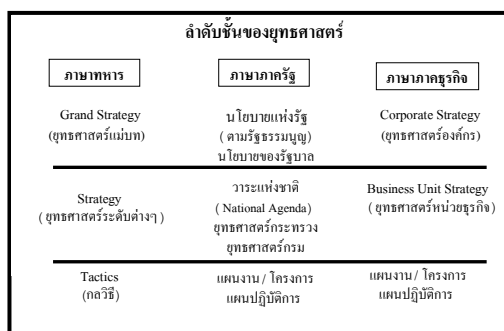 ลำดับชั้นของยุทธศาสตร์
ภาษาทหาร
ภาษาภาครัฐ
ภาษาภาคธุรกิจ
Grand Strategy
(ยุทธศาสตร์แม่บท)
นโยบายแห่งรัฐ
(ตามรัฐธรรมนูญ)
นโยบายของรัฐบาล
Corporate Strategy
(ยุทธศาสตร์องค์กร)
Strategy
(ยุทธศาสตร์ระดับต่างๆ)
วาระแห่งชาติ
(National Agenda)
ยุทธศาสตร์กระทรวง
ยุทธศาสตร์กรม
Business Unit Strategy
(ยุทธศาสตร์หน่วยธุรกิจ)
Tactics
(กลวิธี)
แผนงาน/ โครงการ
แผนปฏิบัติการ
แผนงาน/ โครงการ
แผนปฏิบัติการ